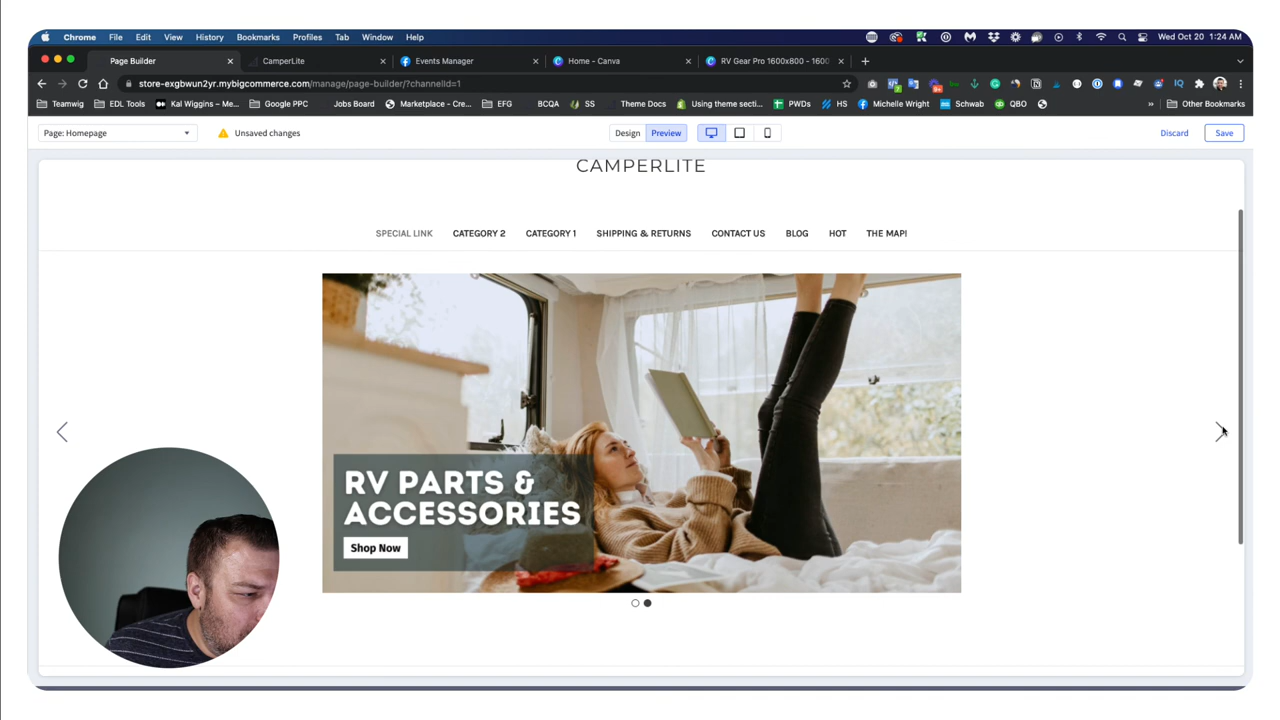 Chrome File Edit View History Bookmarks Profiles Tab Window Help Wed Oct 20 1:24 AM
Page Builder CamperLite Events Manager Home - Canva RV Gear Pro 1600x800 - 1600
store-exgbwun2yr.mybigcommerce.com/manage/page-builder/?channelId=1
Teamwig EDL Tools Kal Wiggins – Me... Google PPC Jobs Board Marketplace - Cre... EFG BCQA SS Theme Docs Using theme secti... PWDs HS Michelle Wright Schwab QBO » Other Bookmarks
Page: Homepage Unsaved changes Design Preview Discard Save
CAMPERLITE
SPECIAL LINK CATEGORY 2 CATEGORY 1 SHIPPING & RETURNS CONTACT US BLOG HOT THE MAP!
RV PARTS &
ACCESSORIES
Shop Now